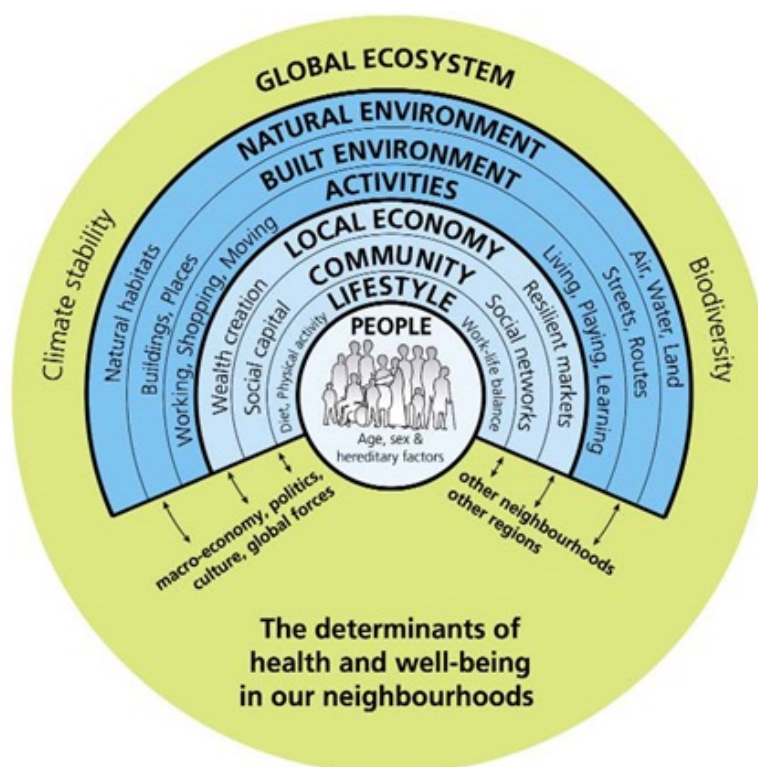 GLOBAL ECOSYSTEM
NATURAL ENVIRONMENT
BUILT ENVIRONMENT
ACTIVITIES
LOCAL ECONOMY
COMMUNITY
LIFESTYLE
PEOPLE
Age, sex &
hereditary factors
Climate stability
Natural habitats
Buildings, Places
Working, Shopping, Moving
Wealth creation
Social capital
Diet, Physical activity
Work-life balance
Social networks
Resilient markets
Living, Playing, Learning
Streets, Routes
Air, Water, Land
Biodiversity
macro-economy, politics,
culture, global forces
other neighbourhoods
other regions
The determinants of
health and well-being
in our neighbourhoods